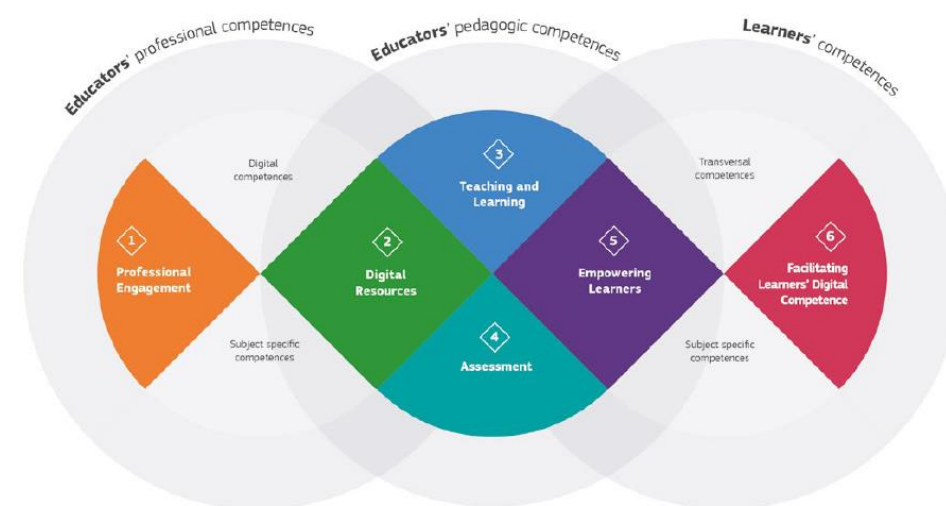 Educators' professional competences
Educators' pedagogic competences
Learners' competences
Digital
competences
3
Teaching and
Learning
Transversal
competences
1
Professional
Engagement
2
Digital
Resources
5
Empowering
Learners
6
Facilitating
Learners' Digital
Competence
Subject specific
competences
4
Assessment
Subject specific
competences